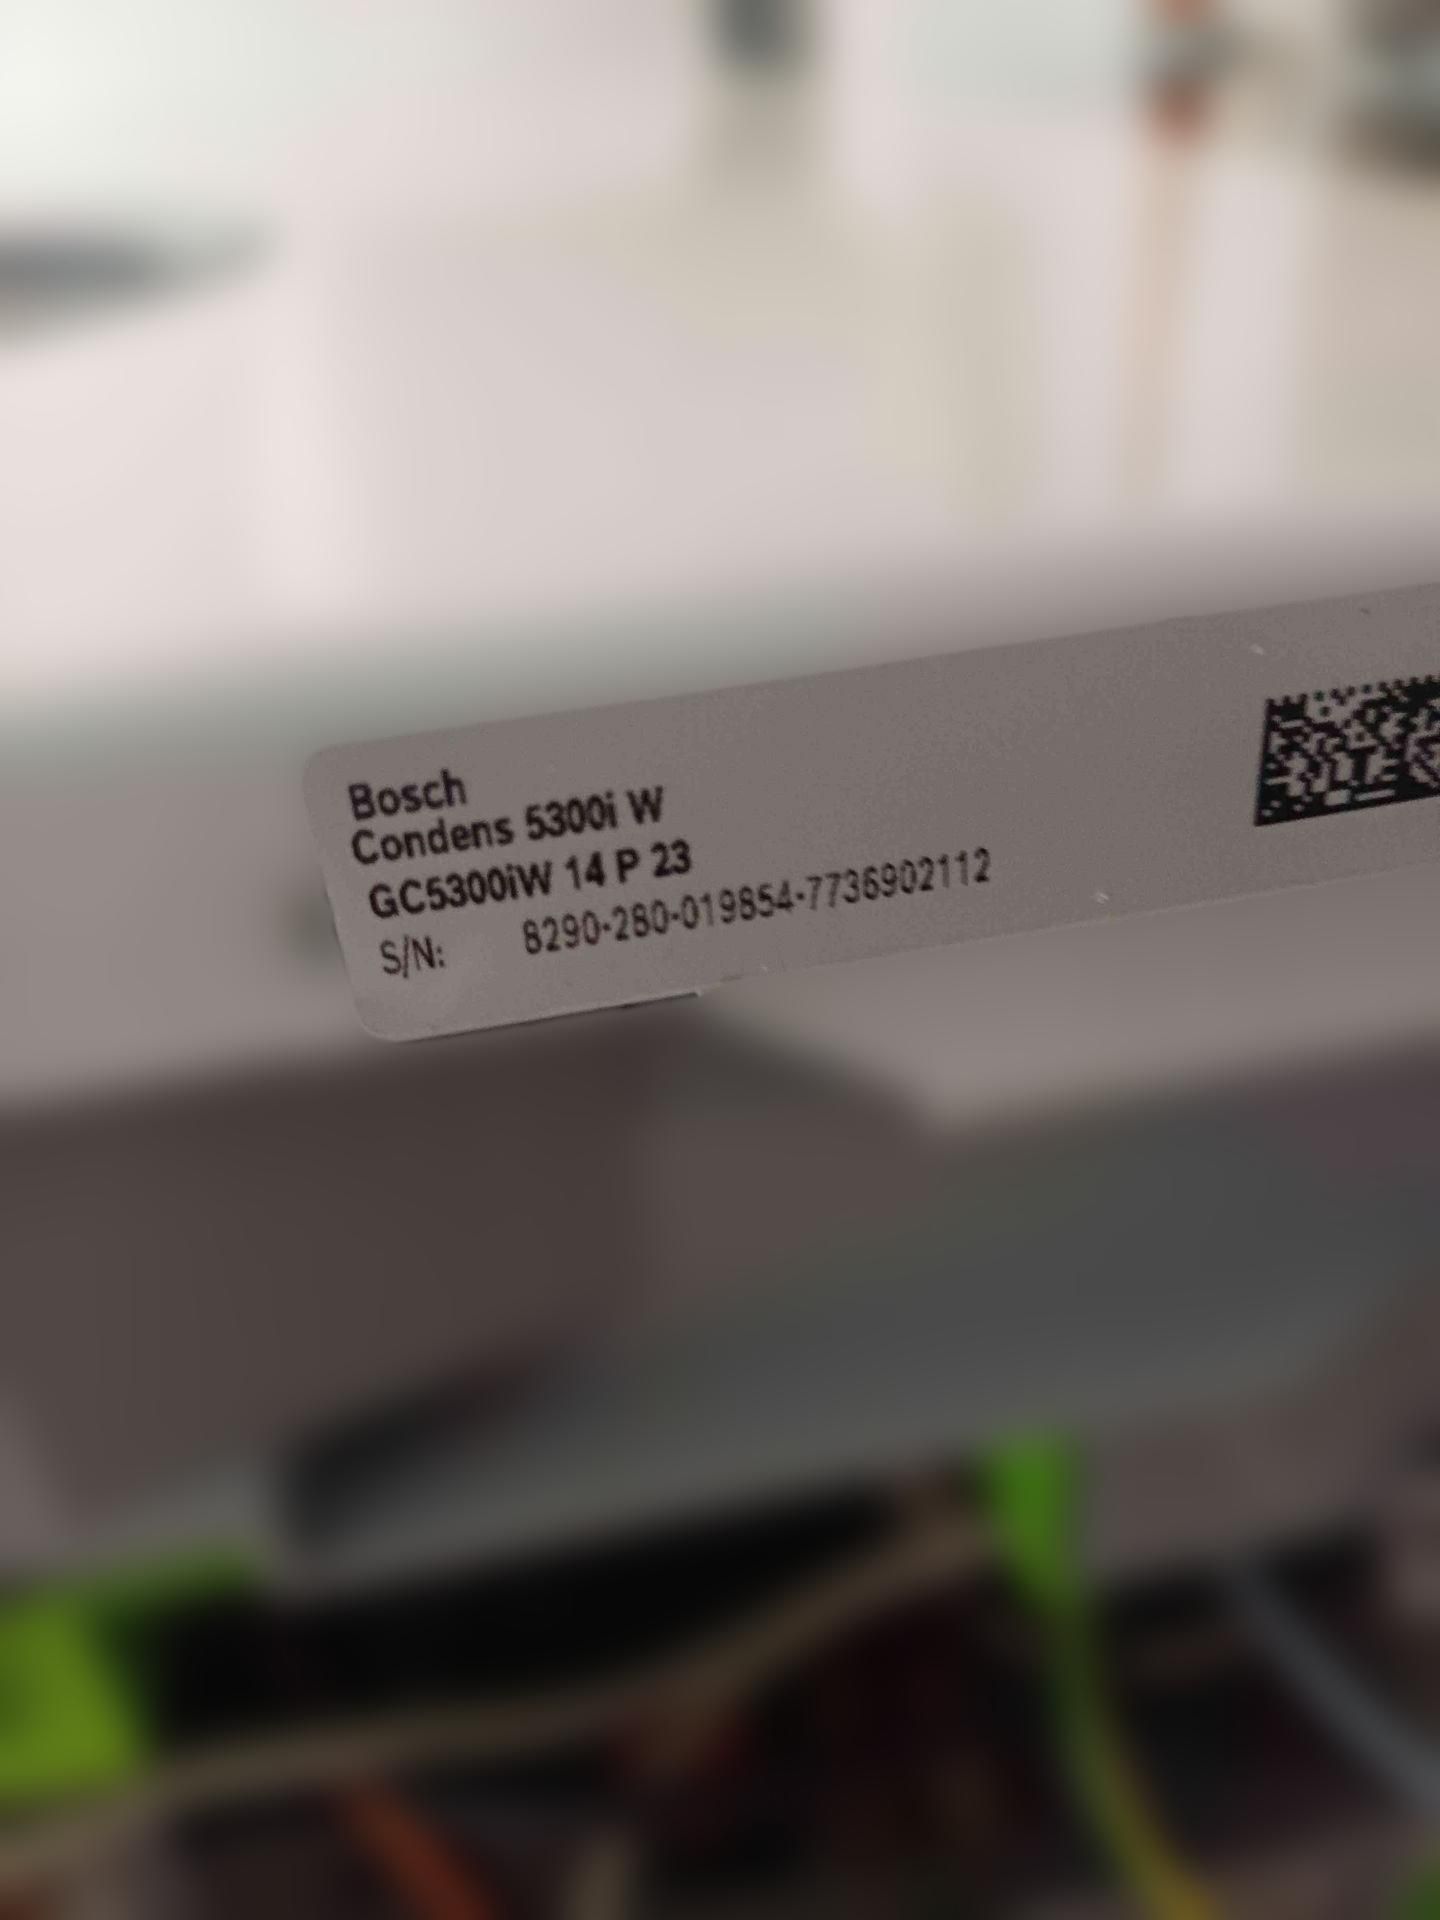 Bosch
Condens 5300i W
GC5300iW 14 P 23
S/N: 8290-280-019854-7736902112